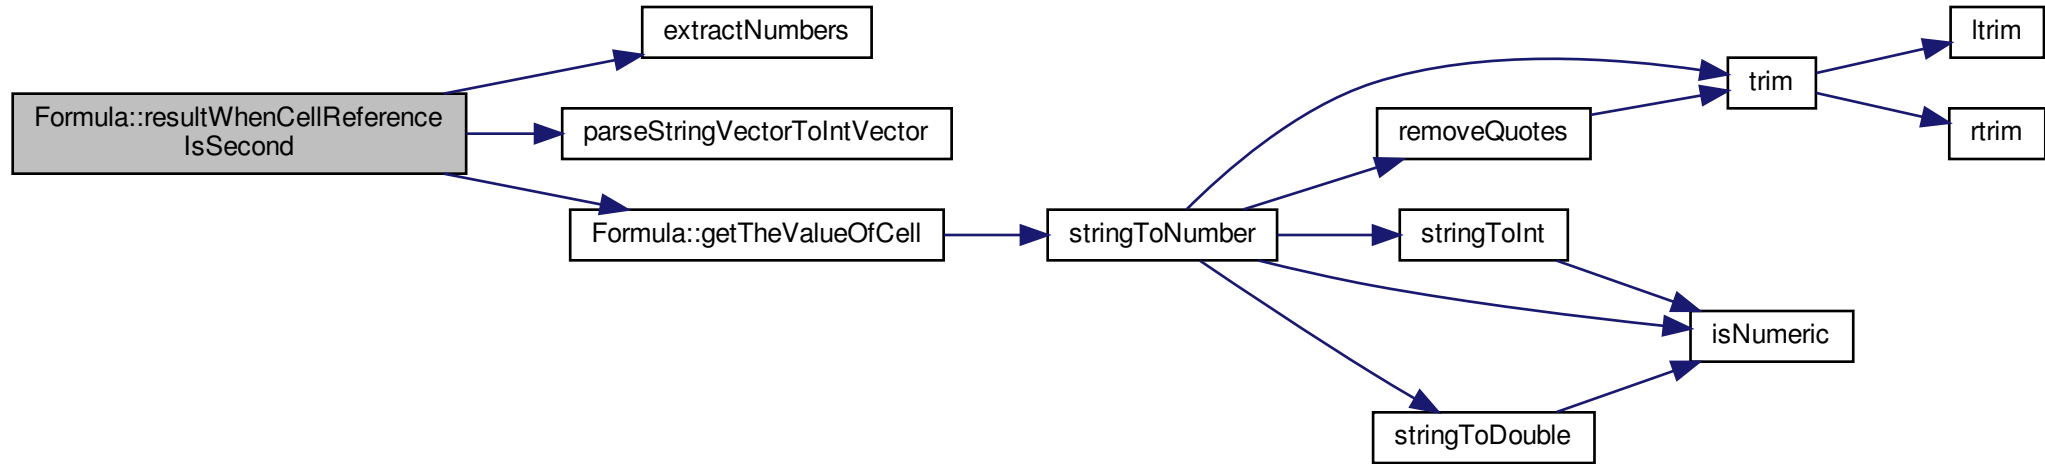 Formula::resultWhenCellReference
IsSecond
extractNumbers
parseStringVectorToIntVector
Formula::getTheValueOfCell
stringToNumber
removeQuotes
stringToInt
stringToDouble
trim
isNumeric
ltrim
rtrim